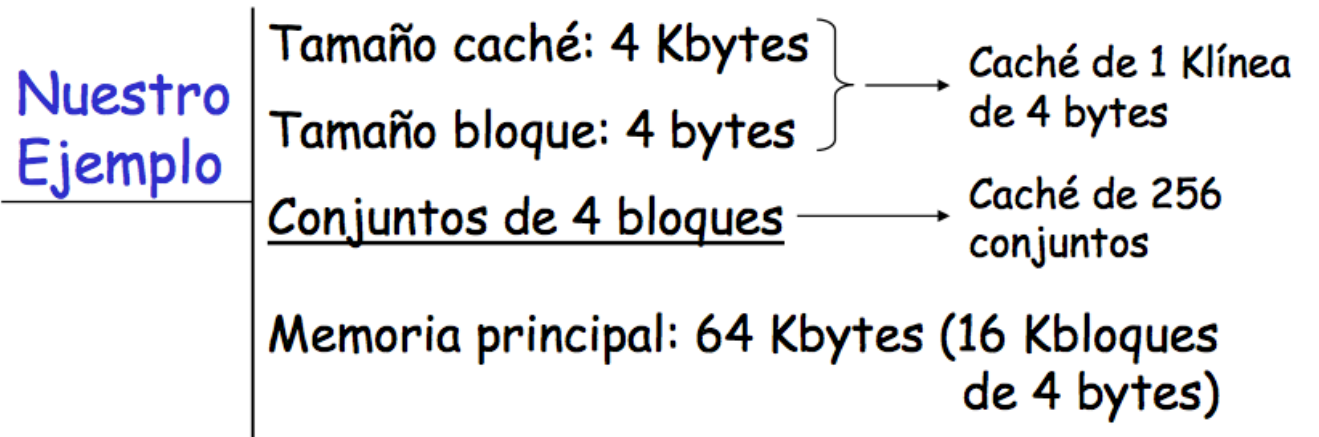 Nuestro
Ejemplo
Tamaño caché: 4 Kbytes
Tamaño bloque: 4 bytes
Caché de 1 Klínea
de 4 bytes
Conjuntos de 4 bloques
Caché de 256
conjuntos
Memoria principal: 64 Kbytes (16 Kbloques
de 4 bytes)